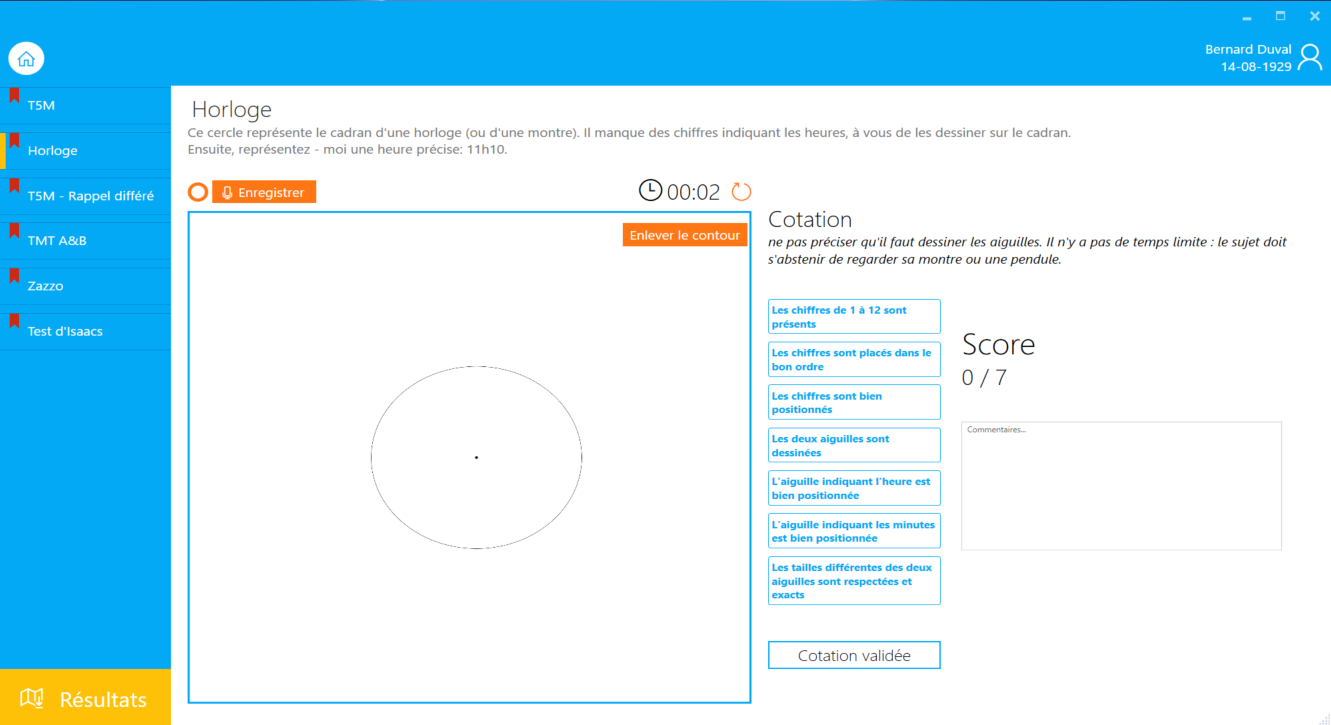 Bernard Duval
14-08-1929
T5M
Horloge
T5M - Rappel différé
TMT A&B
Zazzo
Test d'Isaacs
Résultats
Horloge
Ce cercle représente le cadran d'une horloge (ou d'une montre). Il manque des chiffres indiquant les heures, à vous de les dessiner sur le cadran.
Ensuite, représentez - moi une heure précise: 11h10.
Enregistrer
00:02
Enlever le contour
Cotation
ne pas préciser qu'il faut dessiner les aiguilles. Il n'y a pas de temps limite : le sujet doit
s'abstenir de regarder sa montre ou une pendule.
Les chiffres de 1 à 12 sont
présents
Les chiffres sont placés dans le
bon ordre
Les chiffres sont bien
positionnés
Les deux aiguilles sont
dessinées
L'aiguille indiquant l'heure est
bien positionnée
L'aiguille indiquant les minutes
est bien positionnée
Les tailles différentes des deux
aiguilles sont respectées et
exacts
Cotation validée
Score
0 / 7
Commentaires...